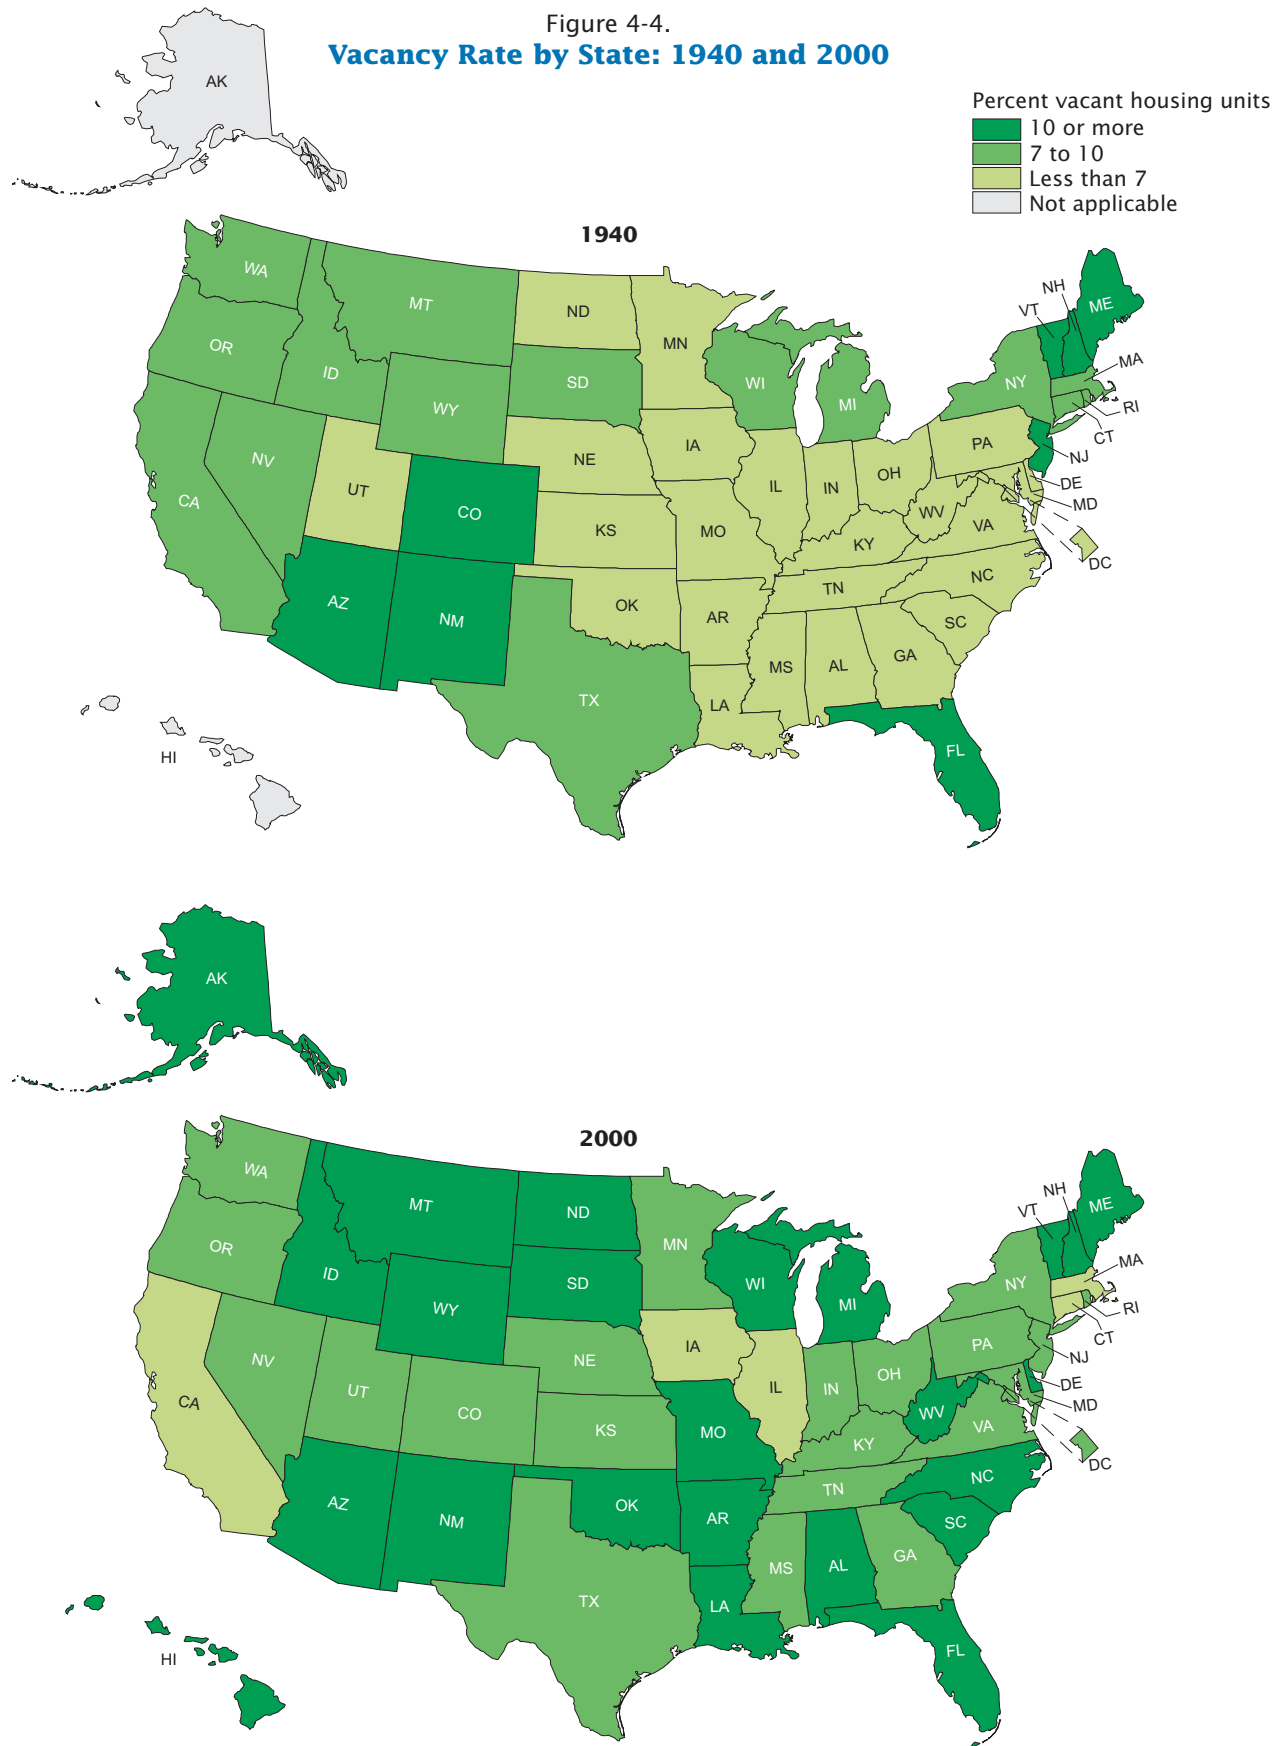 Figure 4-4.
Vacancy Rate by State: 1940 and 2000
AK
Percent vacant housing units
10 or more
7 to 10
Less than 7
Not applicable
1940
WA
MT
ND
MN
NH
VT
ME
OR
ID
WY
SD
WI
MI
NY
MA
RI
CT
NJ
DE
MD
DC
CA
NV
UT
CO
NE
IA
KS
MO
IL
IN
OH
PA
WV
VA
KY
TN
NC
SC
AZ
NM
OK
AR
TX
LA
MS
AL
GA
FL
HI
AK
2000
WA
MT
ND
MN
NH
VT
ME
OR
ID
WY
SD
WI
MI
NY
MA
RI
CT
NJ
DE
MD
DC
CA
NV
UT
CO
NE
IA
KS
MO
IL
IN
OH
PA
WV
VA
KY
TN
NC
SC
AZ
NM
OK
AR
TX
LA
MS
AL
GA
FL
HI